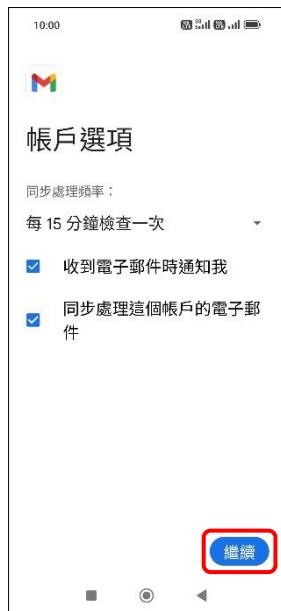 10:00
帳戶選項
同步處理頻率：
每 15 分鐘檢查一次
收到電子郵件時通知我
同步處理這個帳戶的電子郵
件
繼續